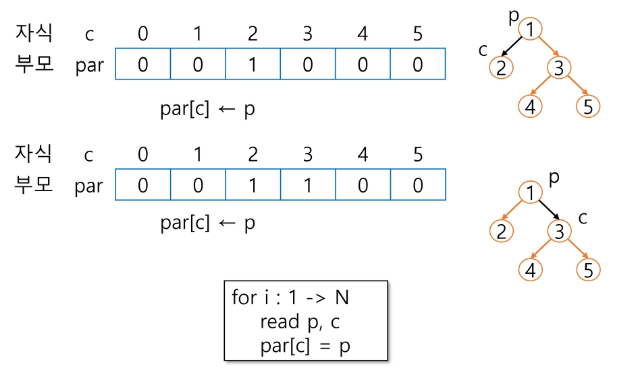 자식 c 0 1 2 3 4 5
부모 par 0 0 1 0 0 0
par[c] ← p
p
1
c
2 3
4 5
자식 c 0 1 2 3 4 5
부모 par 0 0 1 1 0 0
par[c] ← p
p
1
c
2 3
4 5
for i : 1 -> N
read p, c
par[c] = p